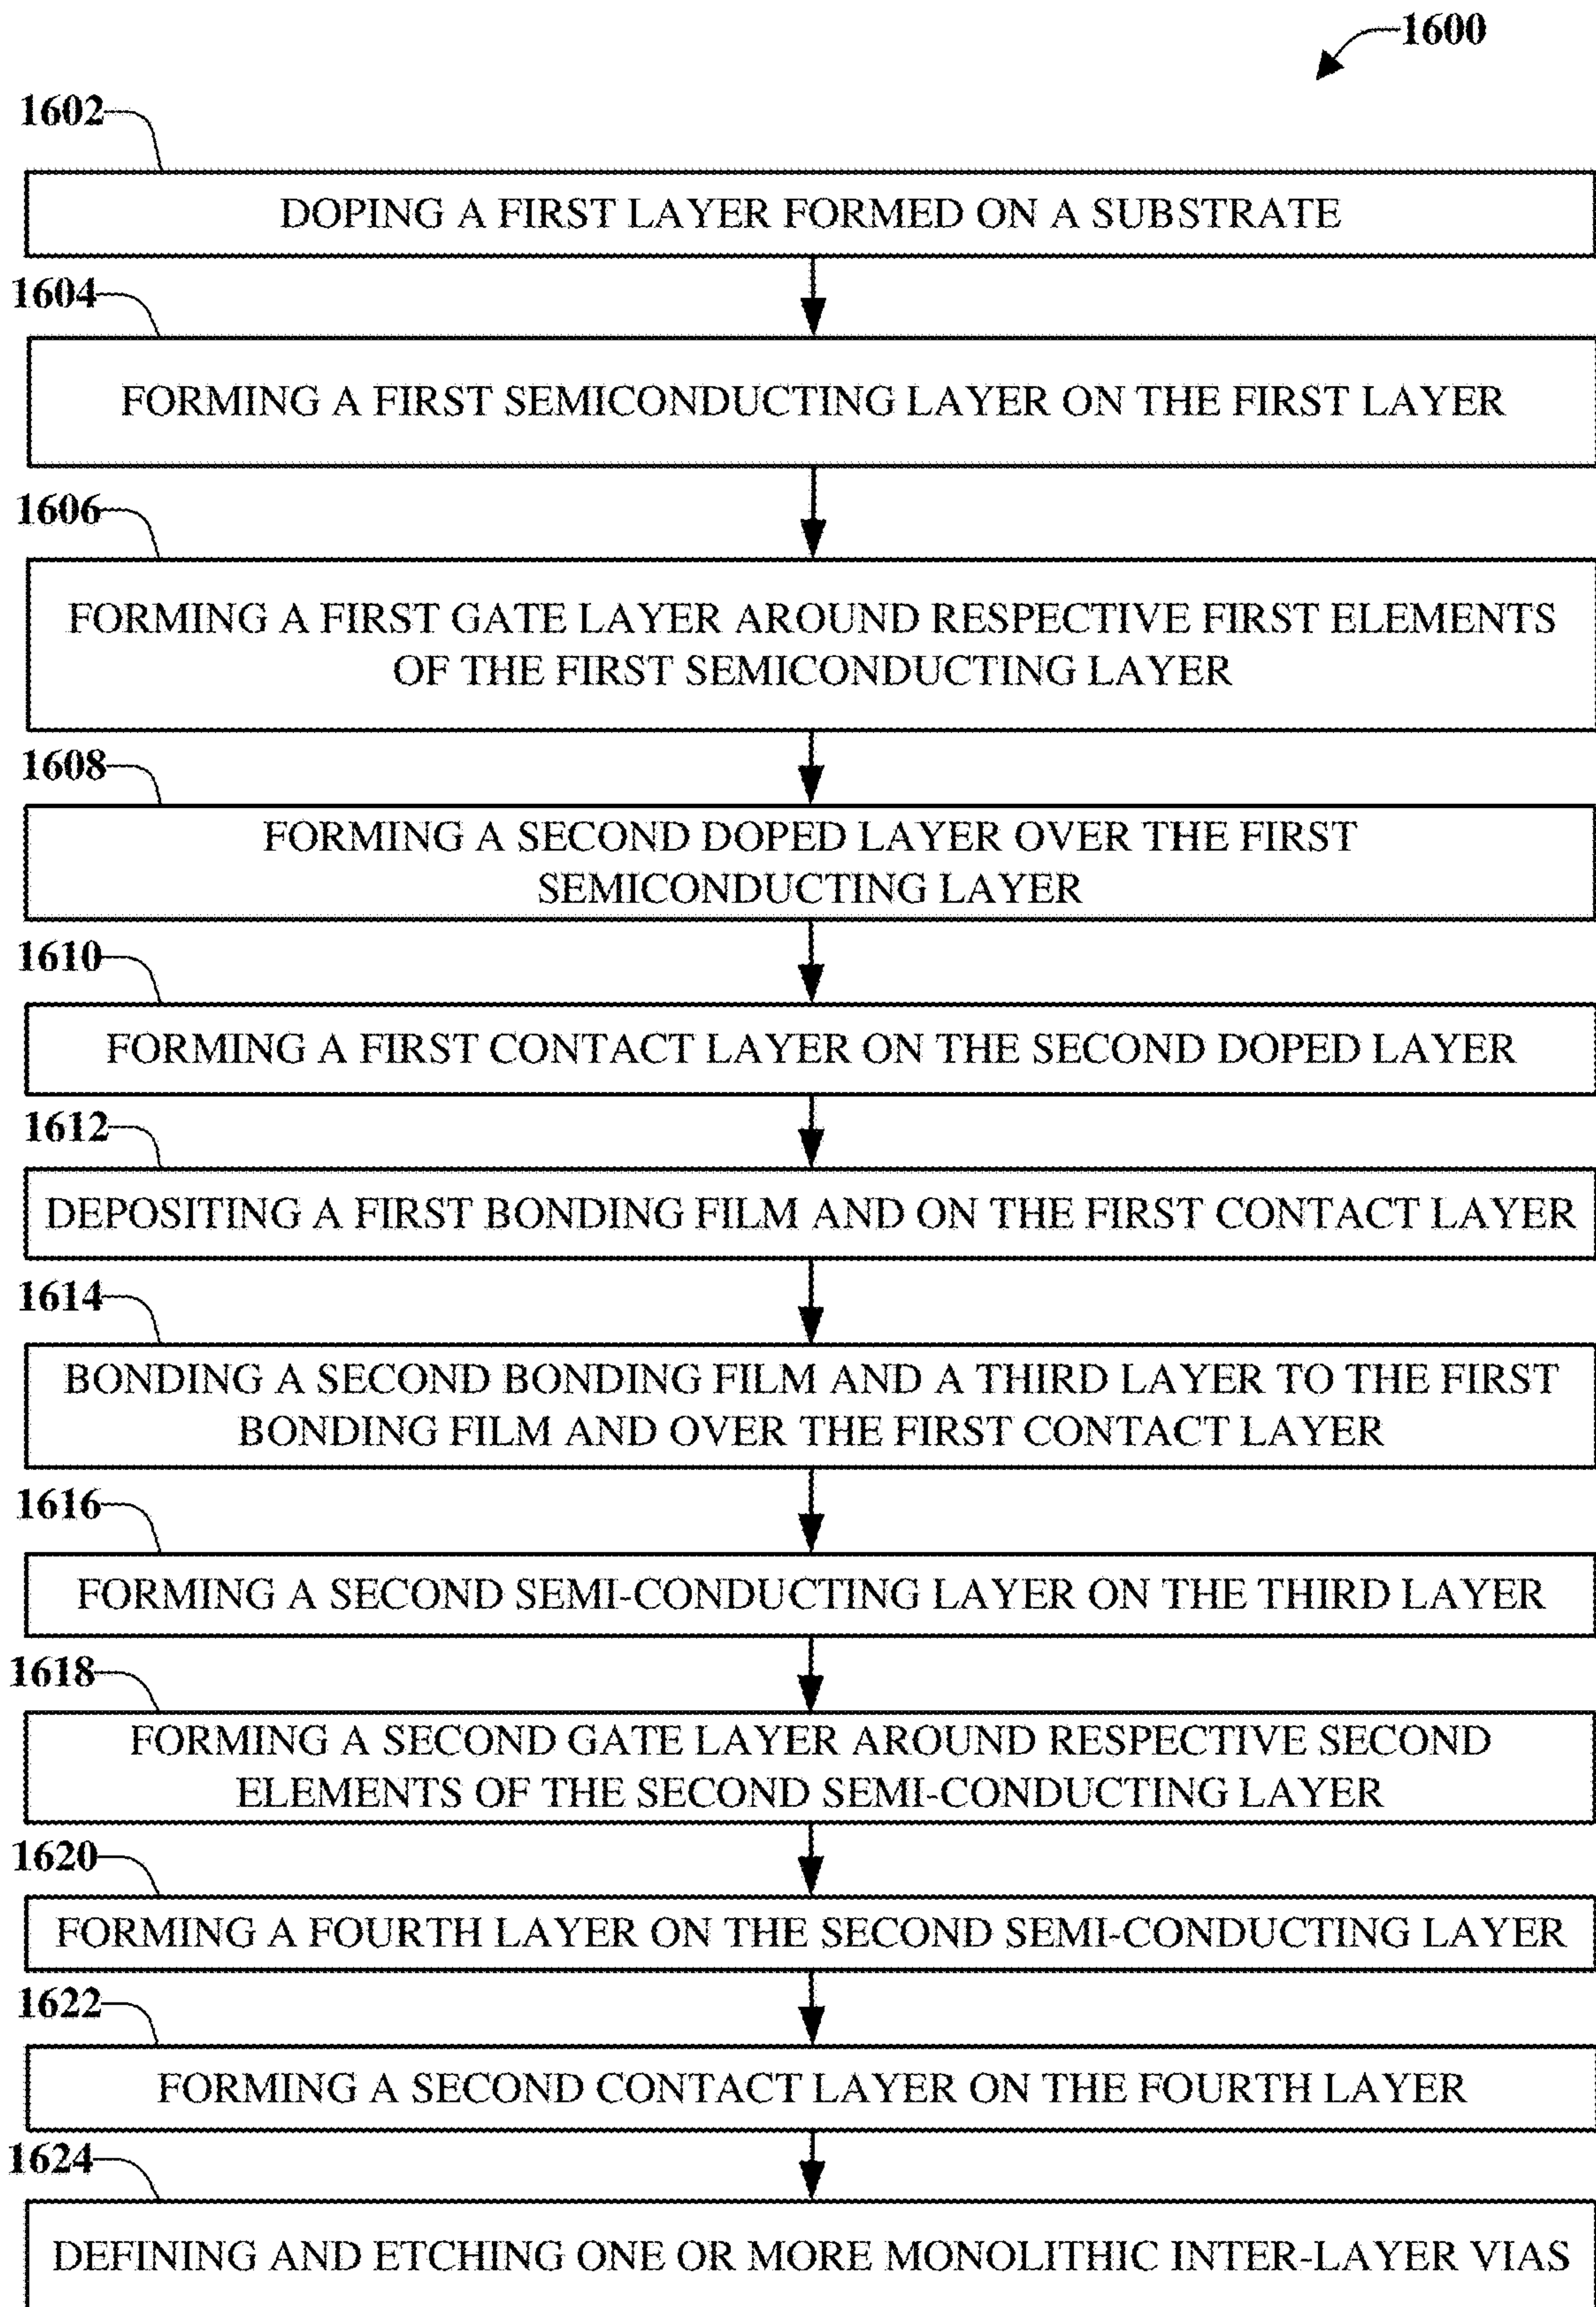 1600
1602
DOPING A FIRST LAYER FORMED ON A SUBSTRATE
1604
FORMING A FIRST SEMICONDUCTING LAYER ON THE FIRST LAYER
1606
FORMING A FIRST GATE LAYER AROUND RESPECTIVE FIRST ELEMENTS
OF THE FIRST SEMICONDUCTING LAYER
1608
FORMING A SECOND DOPED LAYER OVER THE FIRST
SEMICONDUCTING LAYER
1610
FORMING A FIRST CONTACT LAYER ON THE SECOND DOPED LAYER
1612
DEPOSITING A FIRST BONDING FILM AND ON THE FIRST CONTACT LAYER
1614
BONDING A SECOND BONDING FILM AND A THIRD LAYER TO THE FIRST
BONDING FILM AND OVER THE FIRST CONTACT LAYER
1616
FORMING A SECOND SEMI-CONDUCTING LAYER ON THE THIRD LAYER
1618
FORMING A SECOND GATE LAYER AROUND RESPECTIVE SECOND
ELEMENTS OF THE SECOND SEMI-CONDUCTING LAYER
1620
FORMING A FOURTH LAYER ON THE SECOND SEMI-CONDUCTING LAYER
1622
FORMING A SECOND CONTACT LAYER ON THE FOURTH LAYER
1624
DEFINING AND ETCHING ONE OR MORE MONOLITHIC INTER-LAYER VIAS